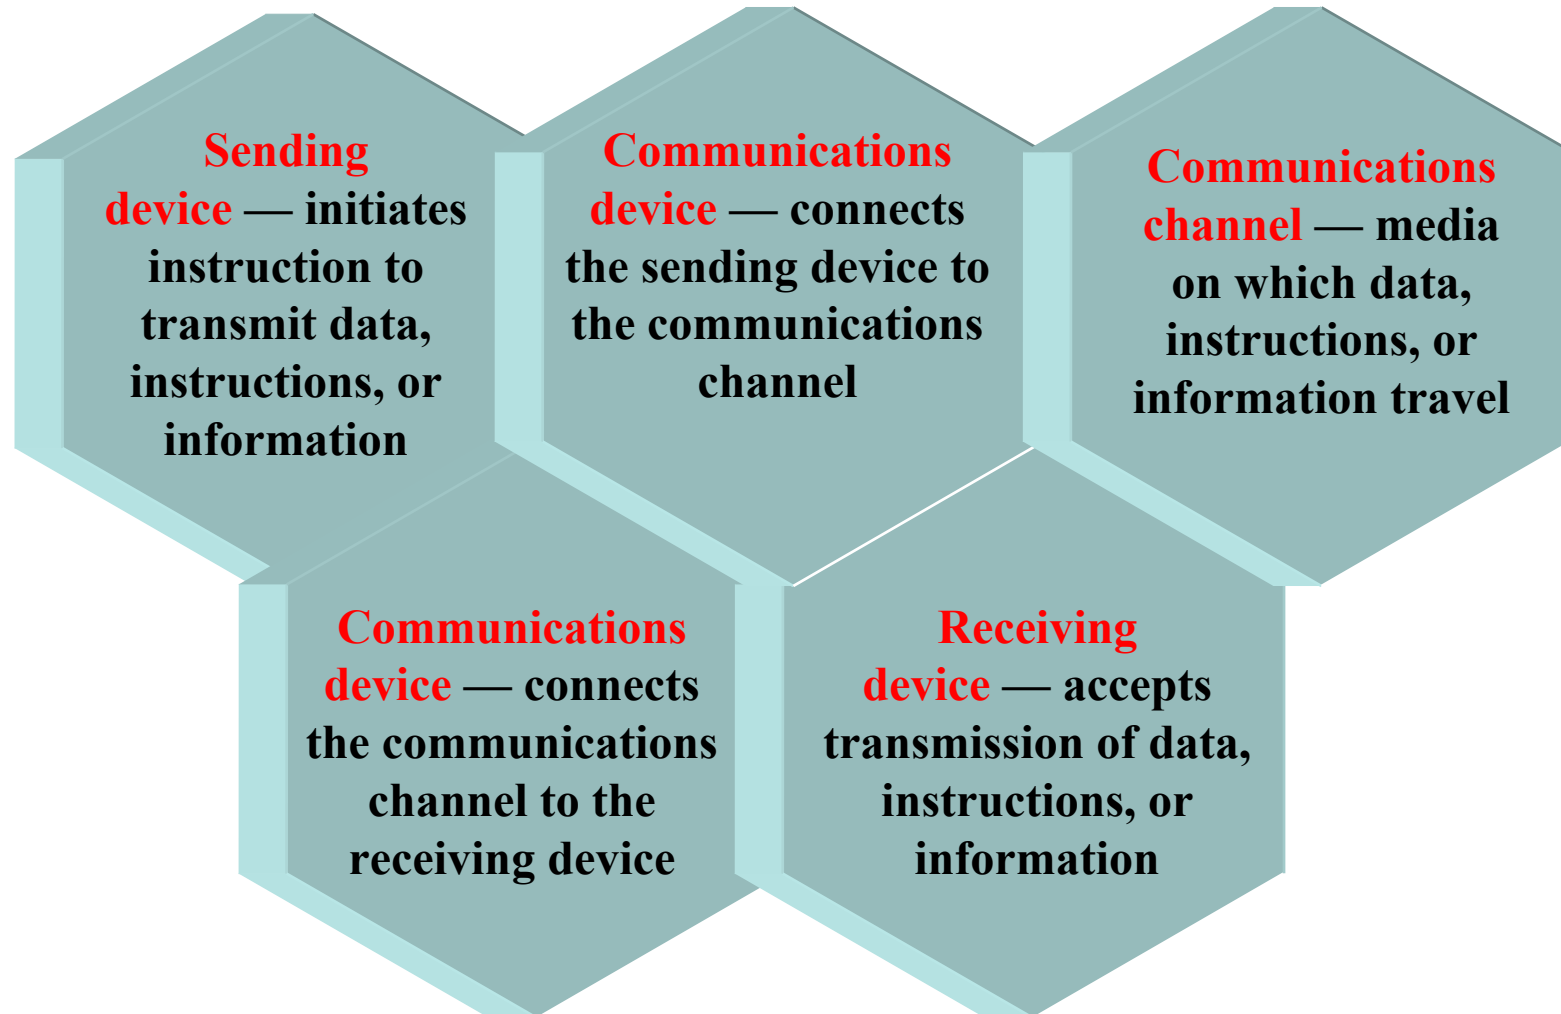 Sending
device — initiates
instruction to
transmit data,
instructions, or
information
Communications
device — connects
the sending device to
the communications
channel
Communications
channel — media
on which data,
instructions, or
information travel
Communications
device — connects
the communications
channel to the
receiving device
Receiving
device — accepts
transmission of data,
instructions, or
information